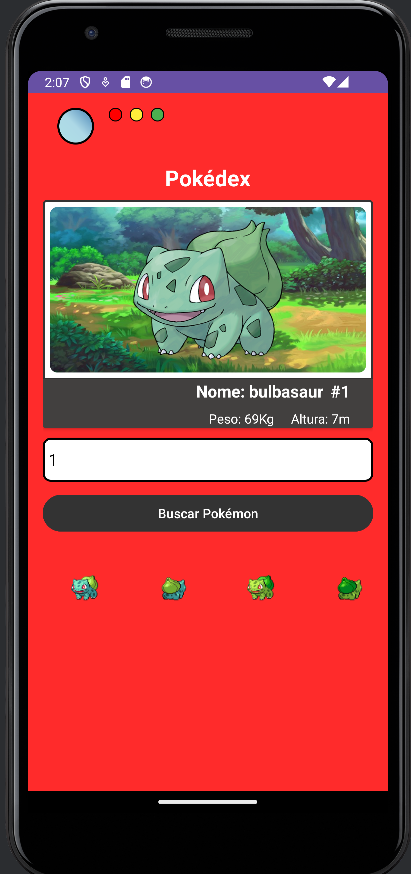 2:07
Pokédex
Nome: bulbasaur #1
Peso: 69Kg Altura: 7m
1
Buscar Pokémon